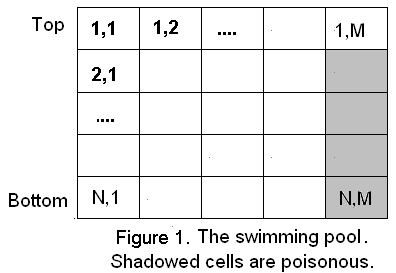 Top 1,1 1,2 .... 1,M
2,1
....
Bottom N,1 N,M
Figure 1. The swimming pool.
Shadowed cells are poisonous.